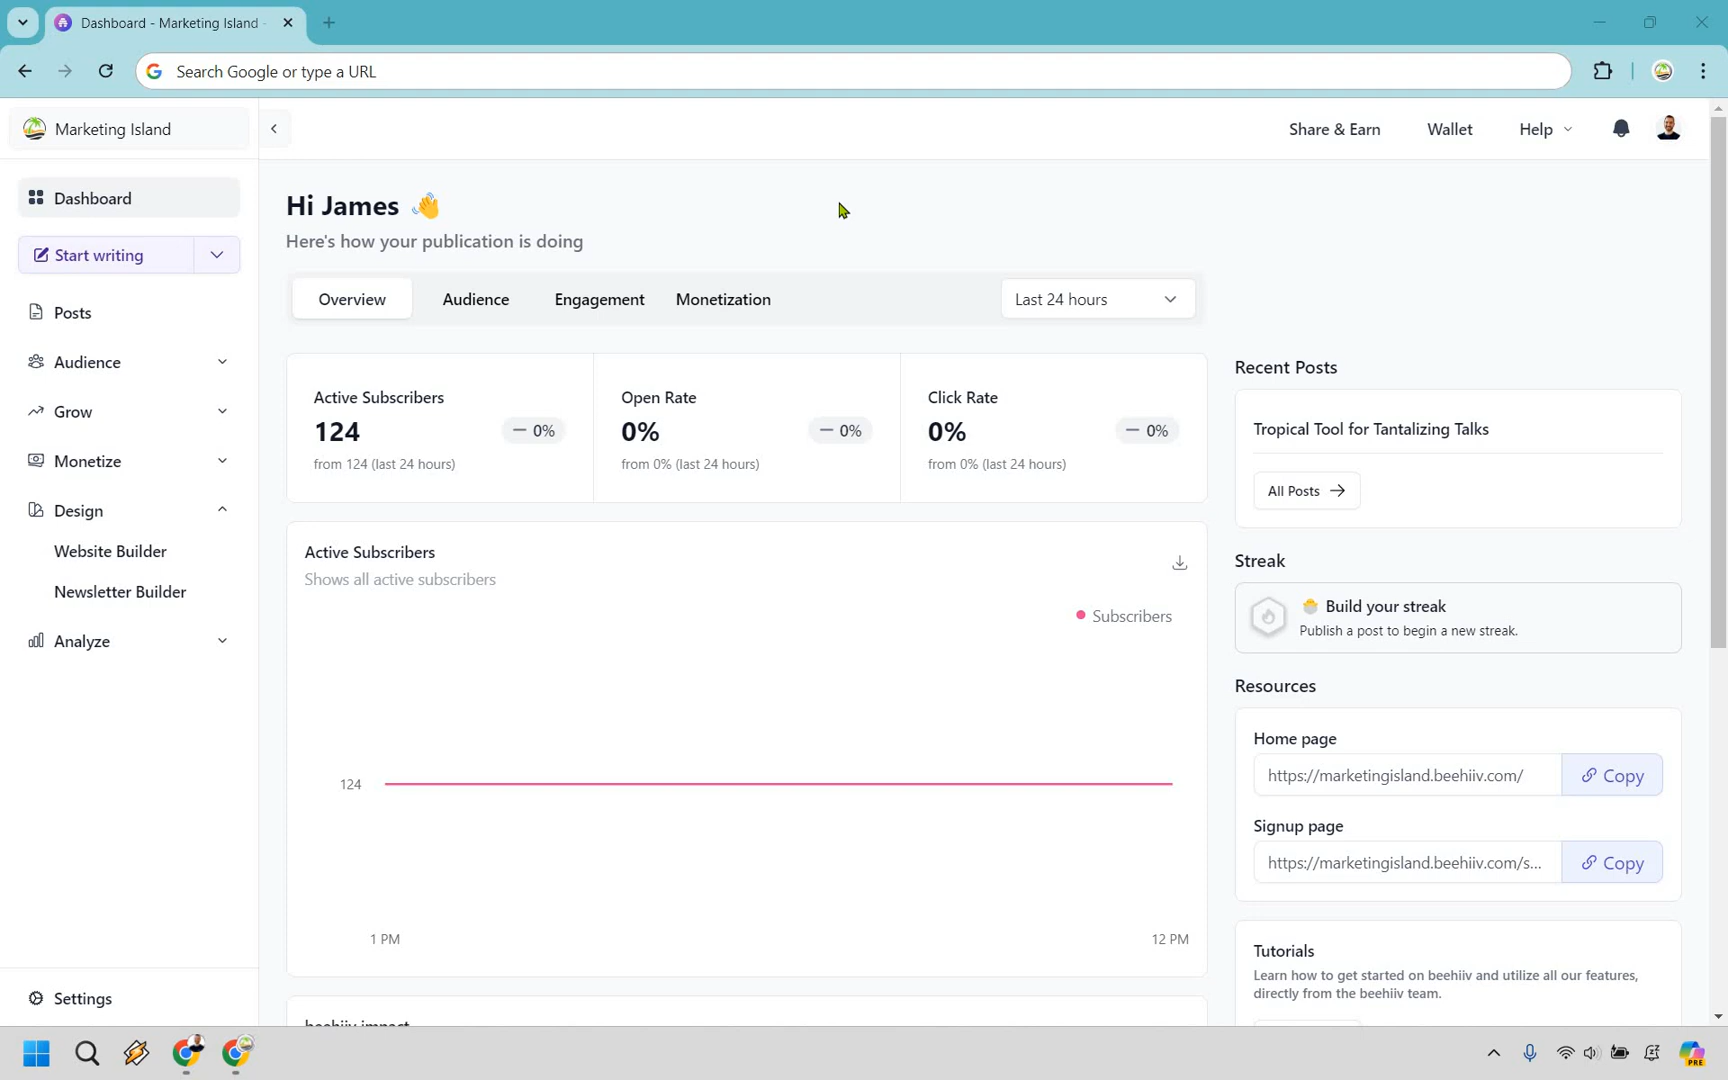 Dashboard - Marketing Island -
Search Google or type a URL
Marketing Island
Share & Earn
Wallet
Help
Dashboard
Start writing
Posts
Audience
Grow
Monetize
Design
Website Builder
Newsletter Builder
Analyze
Settings
Hi James 👋
Here's how your publication is doing
Overview
Audience
Engagement
Monetization
Last 24 hours
Active Subscribers
124
— 0%
from 124 (last 24 hours)
Open Rate
0%
— 0%
from 0% (last 24 hours)
Click Rate
0%
— 0%
from 0% (last 24 hours)
Active Subscribers
Shows all active subscribers
Subscribers
124
1 PM
12 PM
beehiiv impact
Recent Posts
Tropical Tool for Tantalizing Talks
All Posts →
Streak
🐣 Build your streak
Publish a post to begin a new streak.
Resources
Home page
https://marketingisland.beehiiv.com/
Copy
Signup page
https://marketingisland.beehiiv.com/s...
Copy
Tutorials
Learn how to get started on beehiiv and utilize all our features,
directly from the beehiiv team.
PRE